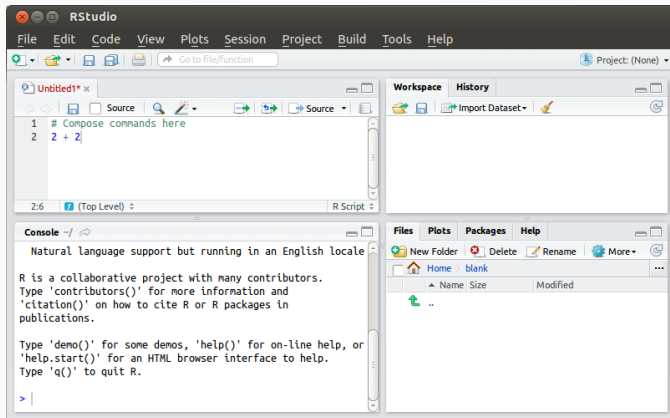 RStudio
File Edit Code View Plots Session Project Build Tools Help
Go to file/function Project: (None)
Untitled1*
Source Source
1 # Compose commands here
2 2 + 2
2:6 (Top Level) R Script
Workspace History
Import Dataset
Console ~/
Natural language support but running in an English locale
R is a collaborative project with many contributors.
Type 'contributors()' for more information and
'citation()' on how to cite R or R packages in
publications.
Type 'demo()' for some demos, 'help()' for on-line help, or
'help.start()' for an HTML browser interface to help.
Type 'q()' to quit R.
>
Files Plots Packages Help
New Folder Delete Rename More
Home blank
Name Size Modified
..